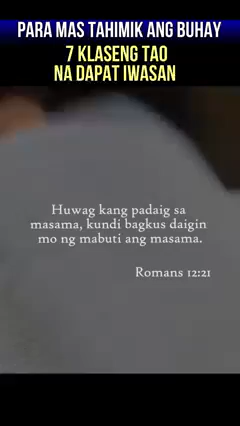 PARA MAS TAHIMIK ANG BUHAY
7 KLASENG TAO
NA DAPAT IWASAN
Huwag kang padaig sa
masama, kundi bagkus daigin
mo ng mabuti ang masama.
Romans 12:21